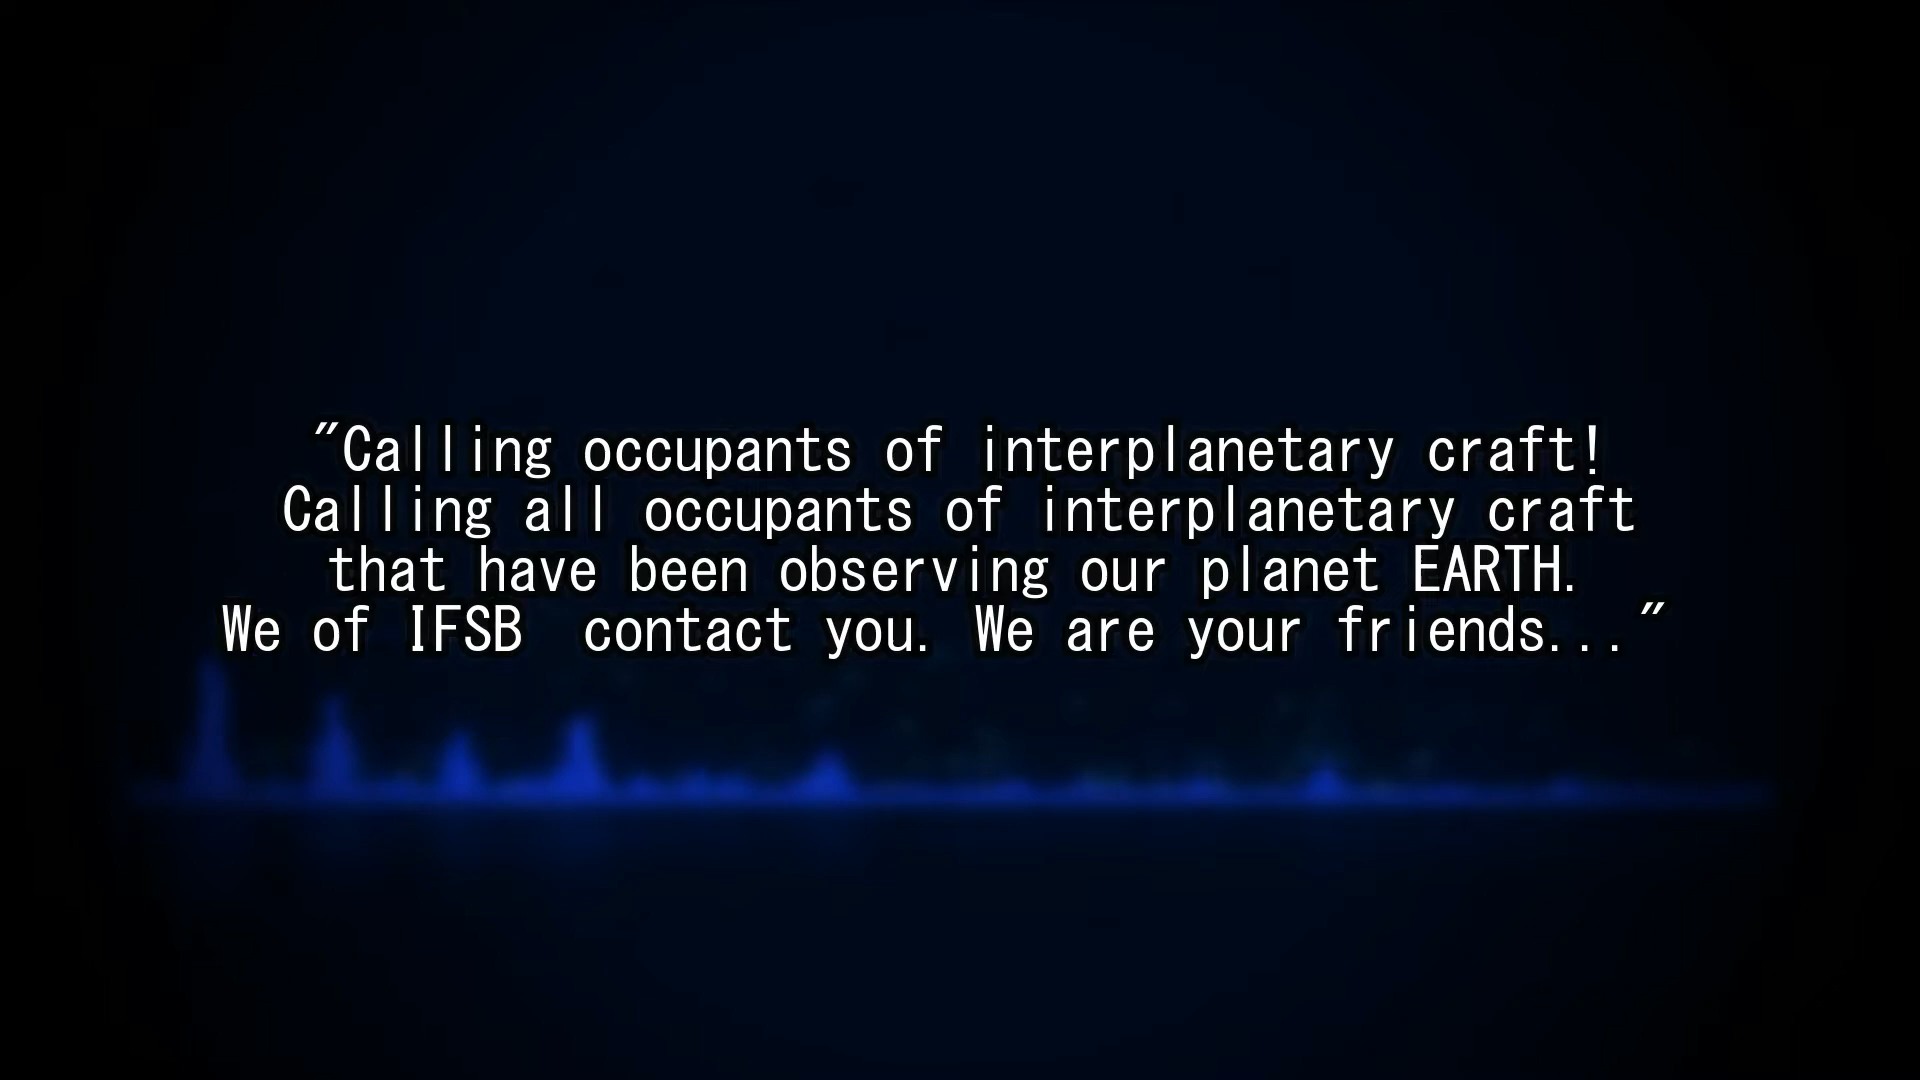 "Calling occupants of interplanetary craft!
Calling all occupants of interplanetary craft
that have been observing our planet EARTH.
We of IFSB  contact you. We are your friends..."